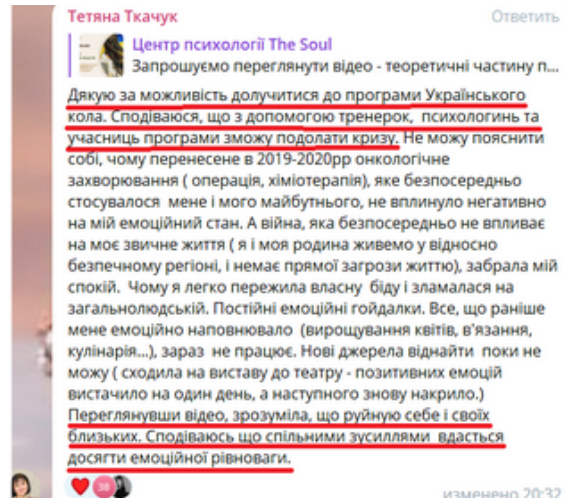 Тетяна Ткачук Ответить
Центр психології The Soul
Запрошуємо переглянути відео - теоретичні частину п...
Дякую за можливість долучитися до програми Українського
кола. Сподіваюся, що з допомогою тренерок, психологинь та
учасниць програми зможу подолати кризу. Не можу пояснити
собі, чому перенесене в 2019-2020рр онкологічне
захворювання ( операція, хіміотерапія), яке безпосередньо
стосувалося мене і мого майбутнього, не вплинуло негативно
на мій емоційний стан. А війна, яка безпосередньо не впливає
на моє звичне життя ( я і моя родина живемо у відносно
безпечному регіоні, і немає прямої загрози життю), забрала мій
спокій. Чому я легко пережила власну біду і зламалася на
загальнолюдській. Постійні емоційні гойдалки. Все, що раніше
мене емоційно наповнювало (вирощування квітів, в'язання,
кулінарія...), зараз не працює. Нові джерела віднайти поки не
можу ( сходила на виставу до театру - позитивних емоцій
вистачило на один день, а наступного знову накрило.)
Переглянувши відео, зрозуміла, що руйную себе і своїх
близьких. Сподіваюсь що спільними зусиллями вдасться
досягти емоційної рівноваги.
38 изменено 20:32